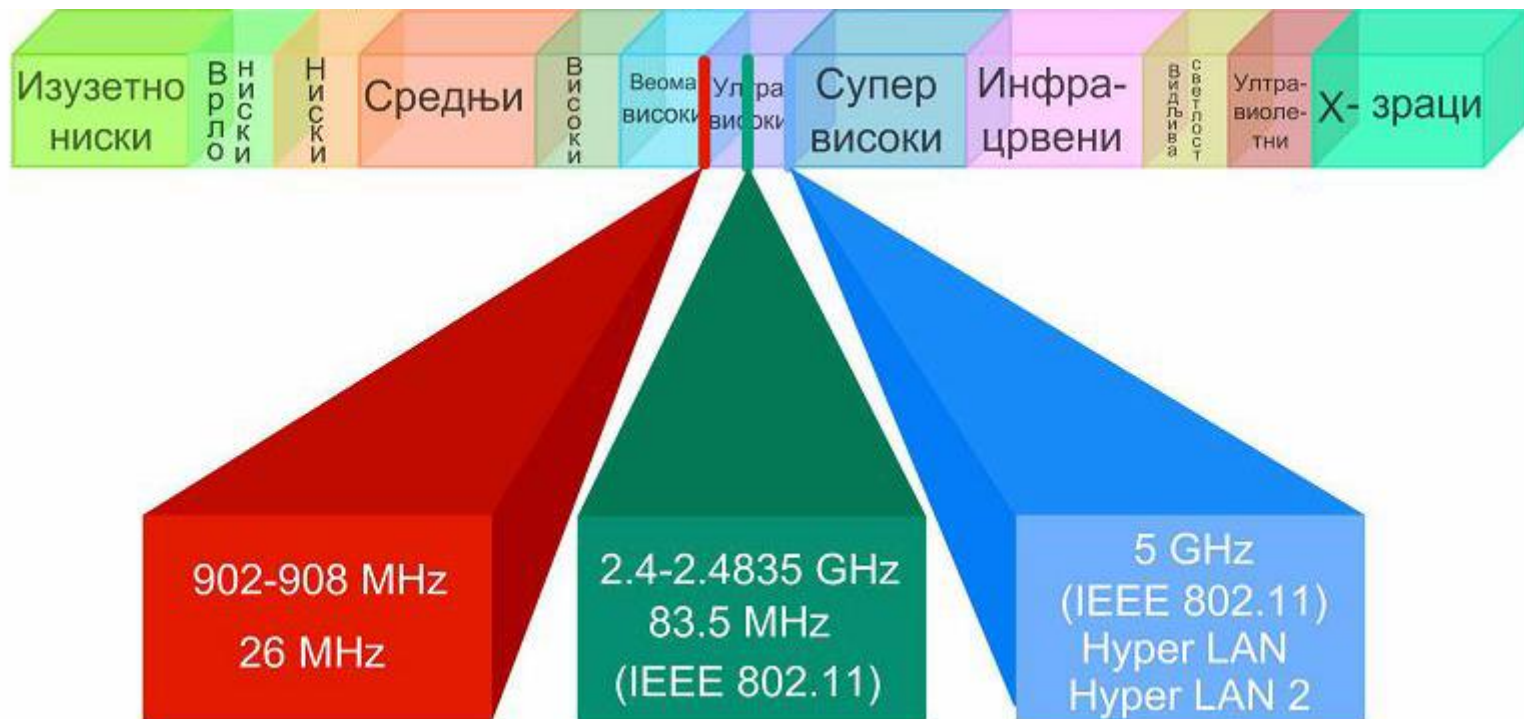 Изузетно
ниски
Врло
ниски
Ниски
Средњи
Високи
Веома
високи
Ултра
високи
Супер
високи
Инфра-
црвени
Видљива
светлост
Ултра-
виоле-
тни
X- зраци
902-908 MHz
26 MHz
2.4-2.4835 GHz
83.5 MHz
(IEEE 802.11)
5 GHz
(IEEE 802.11)
Hyper LAN
Hyper LAN 2